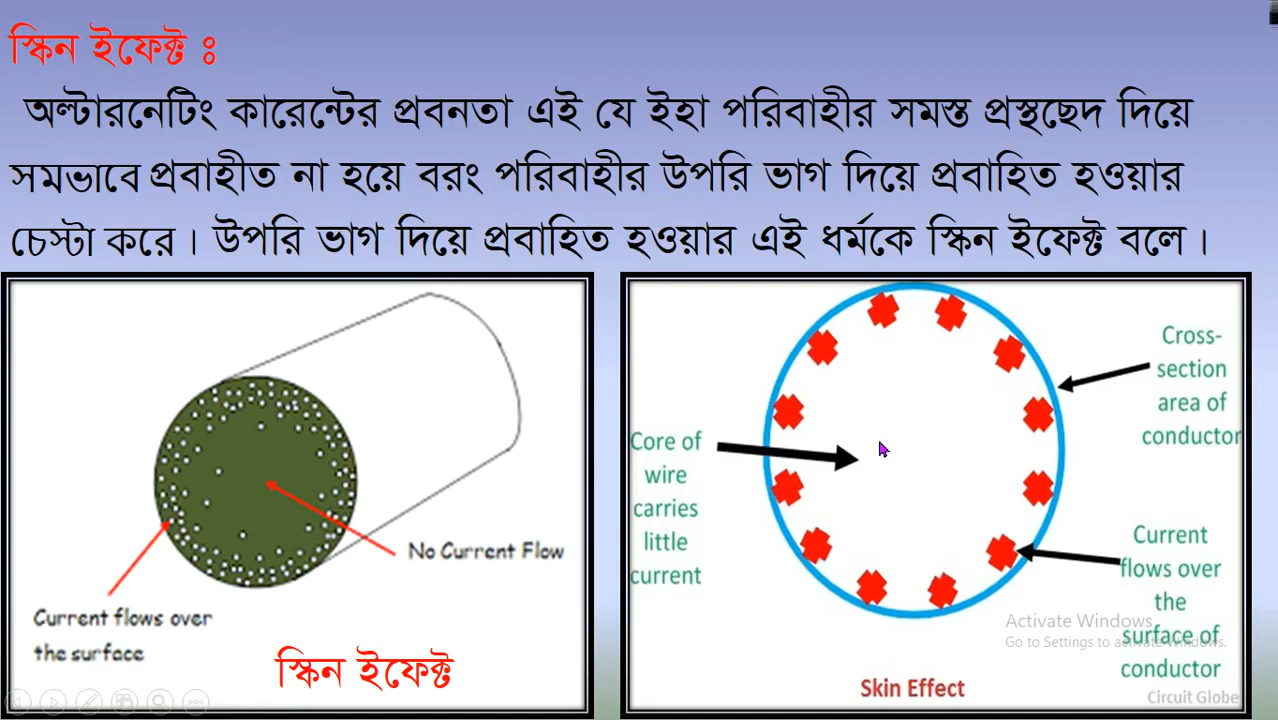 স্কিন ইফেক্ট ঃ
অল্টারনেটিং কারেন্টের প্রবনতা এই যে ইহা পরিবাহীর সমস্ত প্রস্থছেদ দিয়ে
সমভাবে প্রবাহীত না হয়ে বরং পরিবাহীর উপরি ভাগ দিয়ে প্রবাহিত হওয়ার
চেস্টা করে। উপরি ভাগ দিয়ে প্রবাহিত হওয়ার এই ধর্মকে স্কিন ইফেক্ট বলে।
No Current Flow
Current flows over
the surface
স্কিন ইফেক্ট
Cross-
section
area of
conductor
Core of
wire
carries
little
current
Current
flows over
the
surface of
conductor
Skin Effect
Circuit Globe
Activate Windows
Go to Settings to activate Windows.